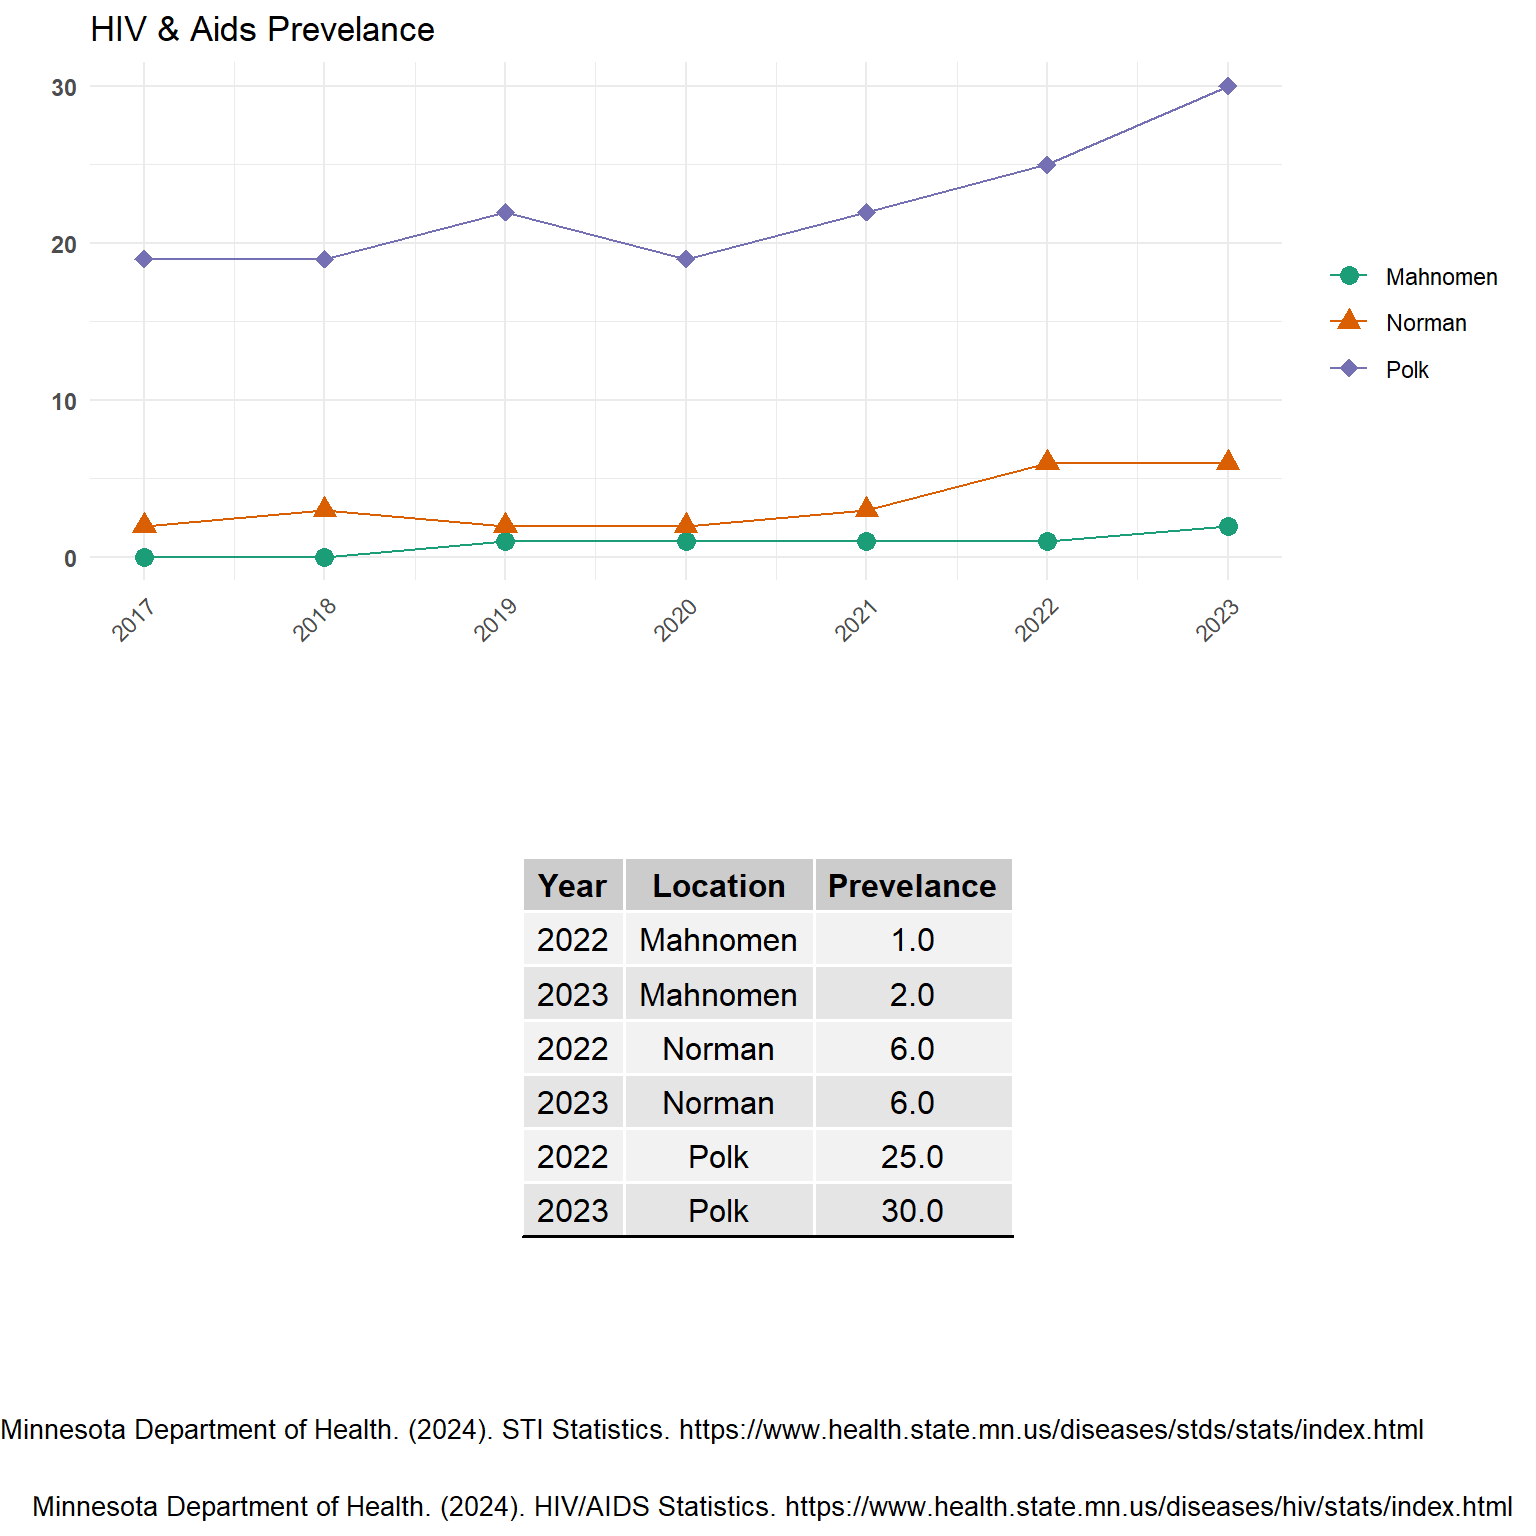 HIV & Aids Prevelance
30
20
10
0
2017 2018 2019 2020 2021 2022 2023
Mahnomen
Norman
Polk
Year Location Prevelance
2022 Mahnomen 1.0
2023 Mahnomen 2.0
2022 Norman 6.0
2023 Norman 6.0
2022 Polk 25.0
2023 Polk 30.0
Minnesota Department of Health. (2024). STI Statistics. https://www.health.state.mn.us/diseases/stds/stats/index.html
Minnesota Department of Health. (2024). HIV/AIDS Statistics. https://www.health.state.mn.us/diseases/hiv/stats/index.html